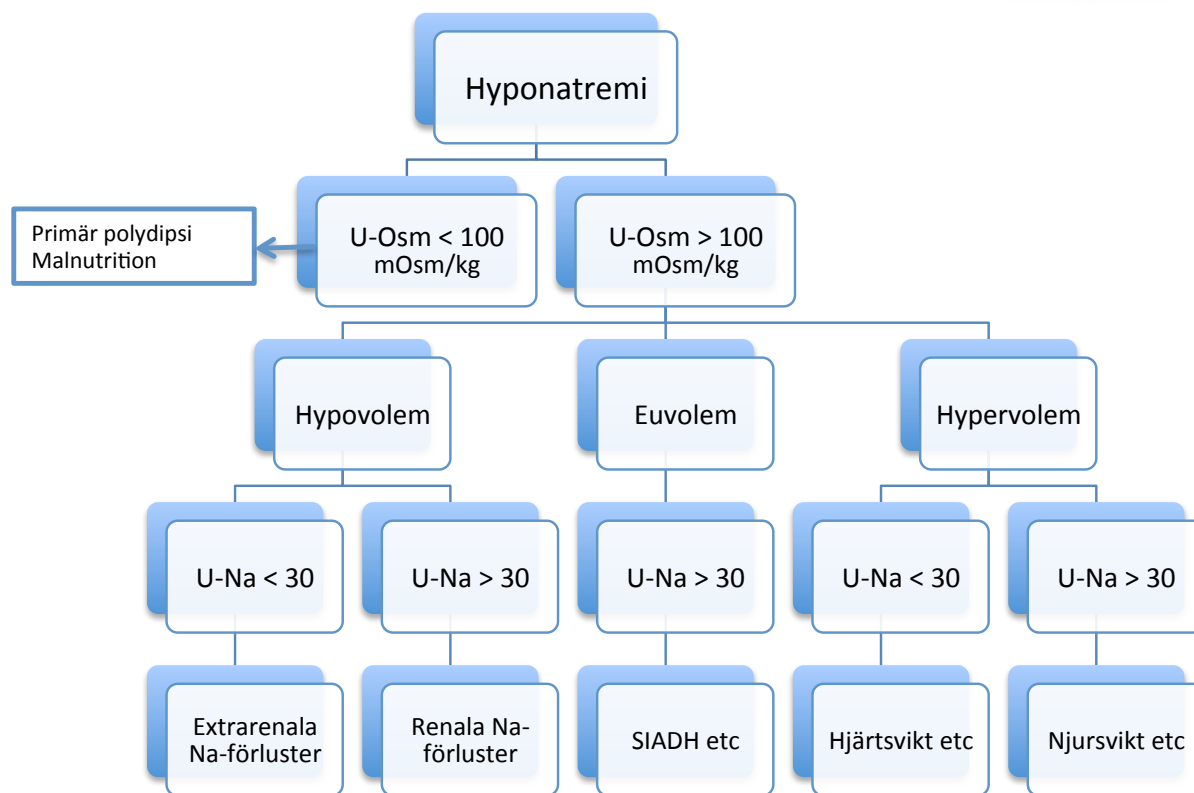 Hyponatremi
Primär polydipsi
Malnutrition
U-Osm < 100
mOsm/kg
U-Osm > 100
mOsm/kg
Hypovolem
Euvolem
Hypervolem
U-Na < 30
U-Na > 30
U-Na > 30
U-Na < 30
U-Na > 30
Extrarenala
Na-förluster
Renala Na-
förluster
SIADH etc
Hjärtsvikt etc
Njursvikt etc